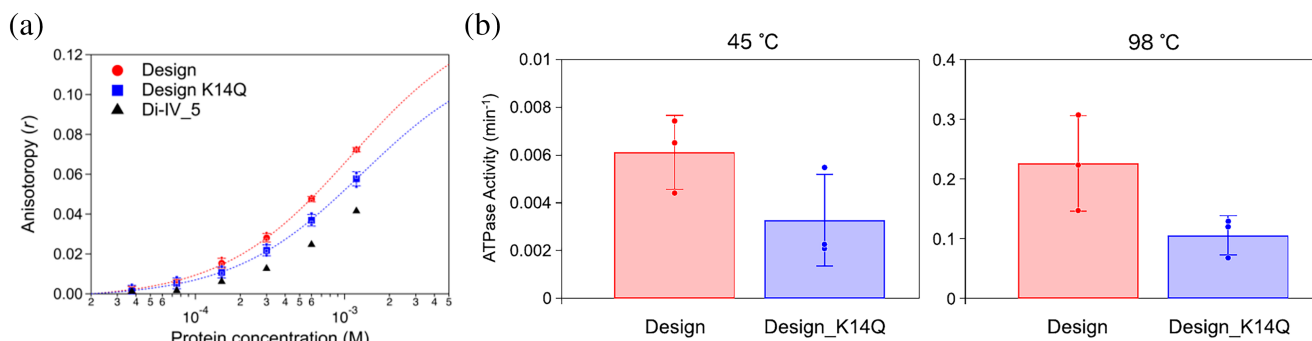 (a)
0.12
0.10
0.08
0.06
0.04
0.02
0.00
Anisotoropy (r)
Design
Design K14Q
Di-IV_5
2 3 4 5 6 2 3 4 5 6 2 3 4 5
10-4 10-3
Protein concentration (M)
(b)
45 ℃
0.01
0.008
0.006
0.004
0.002
0
ATPase Activity (min-1)
Design Design_K14Q
98 ℃
0.4
0.3
0.2
0.1
0
Design Design_K14Q